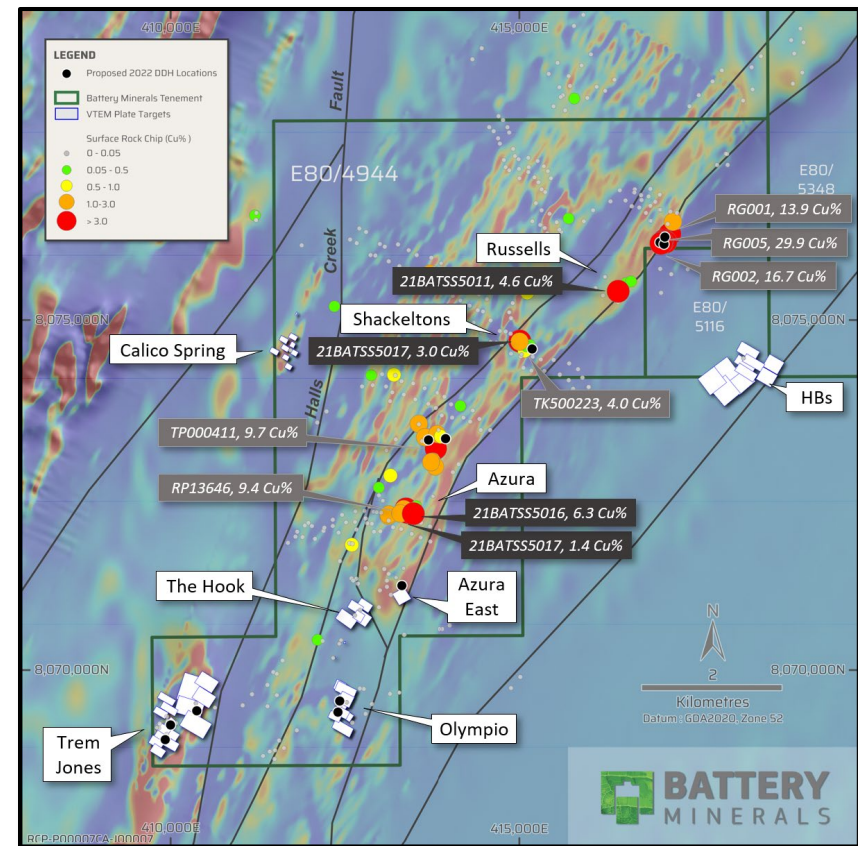 410,000E
415,000E
LEGEND
Proposed 2022 DDH Locations
Battery Minerals Tenement
VTEM Plate Targets
Surface Rock Chip (Cu%)
0 - 0.05
0.05 - 0.5
0.5 - 1.0
1.0-3.0
> 3.0
Halls
Creek
Fault
E80/4944
E80/
5348
RG001, 13.9 Cu%
RG005, 29.9 Cu%
RG002, 16.7 Cu%
Russells
21BATSS5011, 4.6 Cu%
E80/
5116
8,075,000N
8,075,000N
Shackeltons
21BATSS5017, 3.0 Cu%
Calico Spring
HBs
TK500223, 4.0 Cu%
TP000411, 9.7 Cu%
RP13646, 9.4 Cu%
Azura
21BATSS5016, 6.3 Cu%
21BATSS5017, 1.4 Cu%
The Hook
Azura
East
N
8,070,000N
8,070,000N
2
Kilometres
Datum : GDA2020, Zone 52
Olympio
Trem
Jones
BATTERY
MINERALS
410,000E
415,000E
RCP-P00007CA-J00007